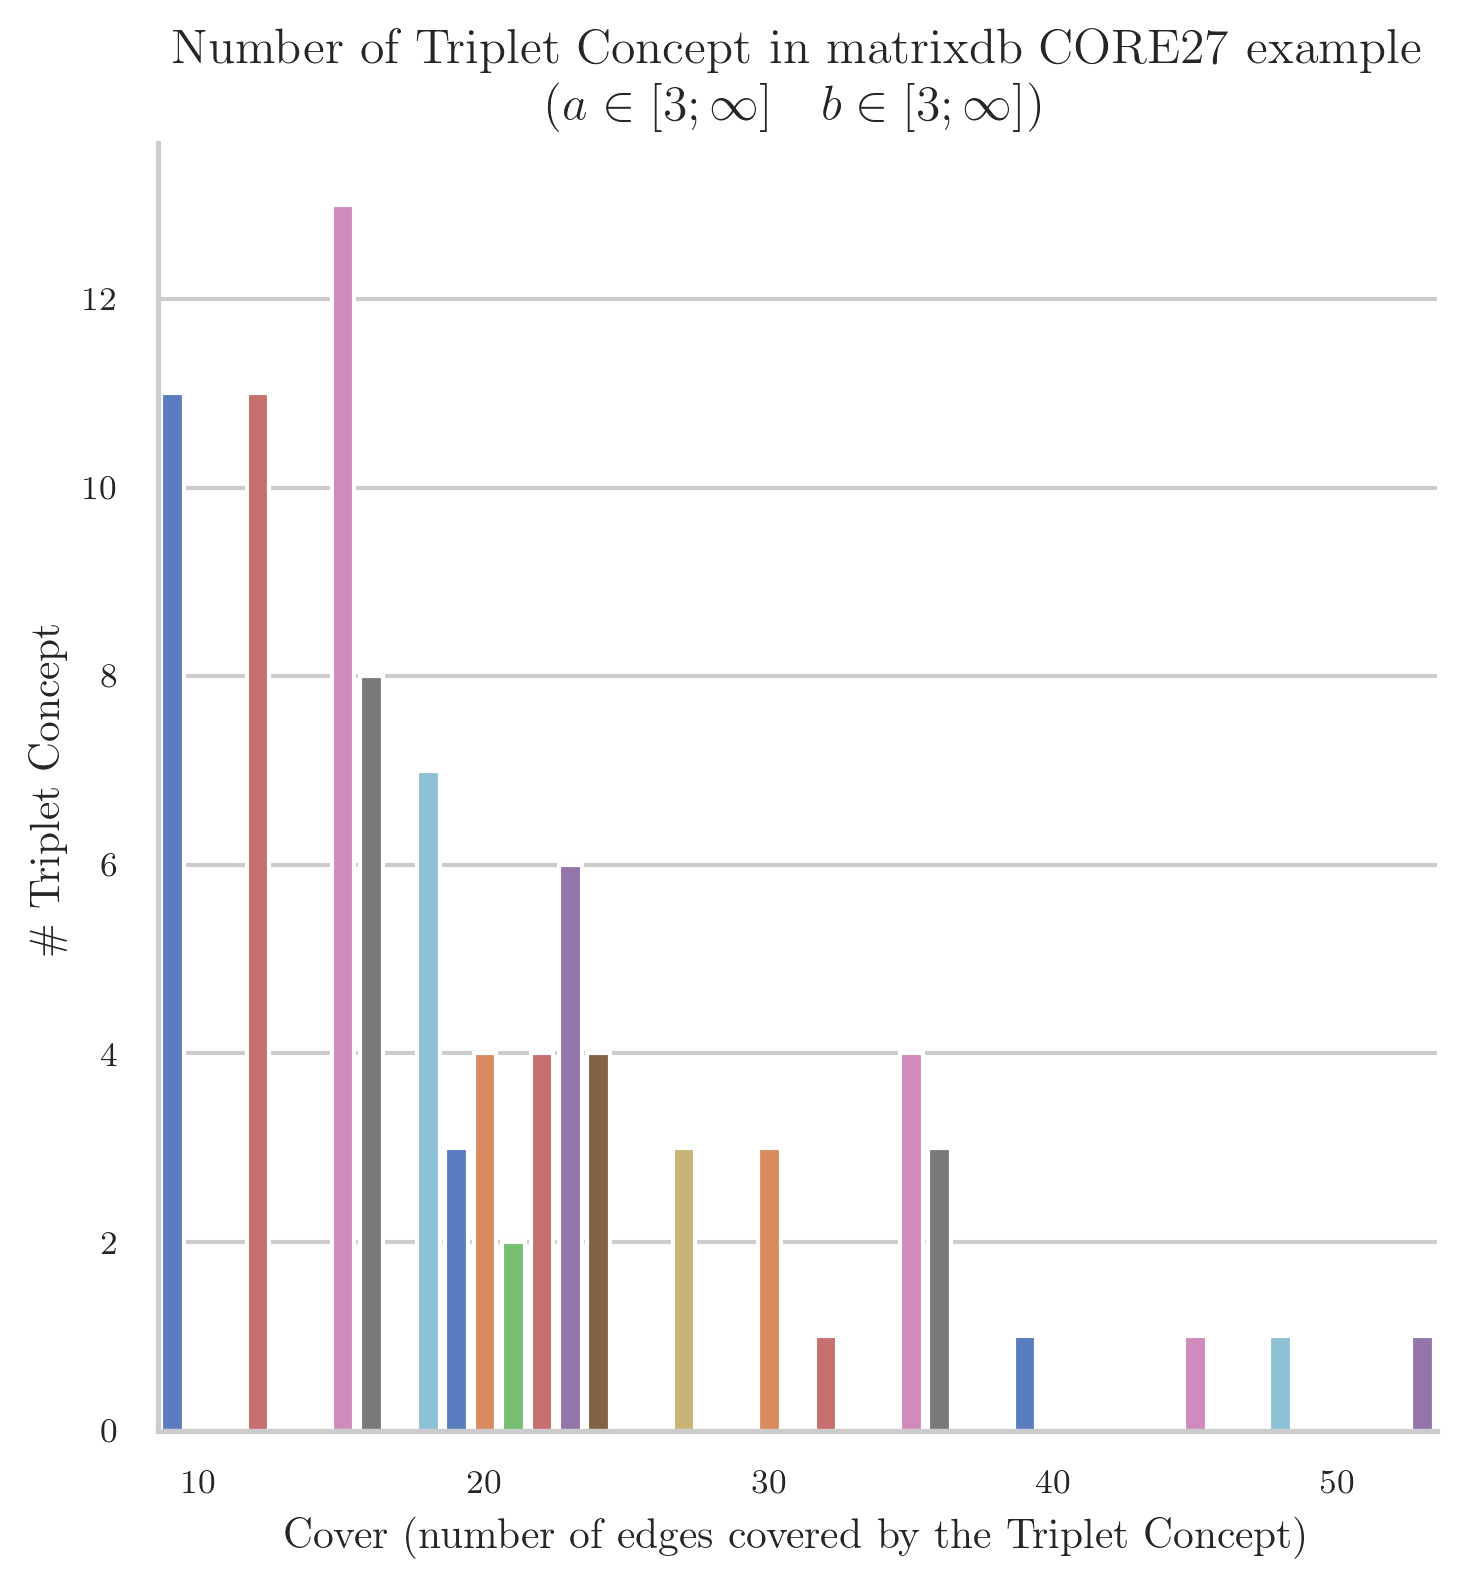 Number of Triplet Concept in matrixdb CORE27 example
(a ∈ [3; ∞] b ∈ [3; ∞])
# Triplet Concept
12
10
8
6
4
2
0
10 20 30 40 50
Cover (number of edges covered by the Triplet Concept)